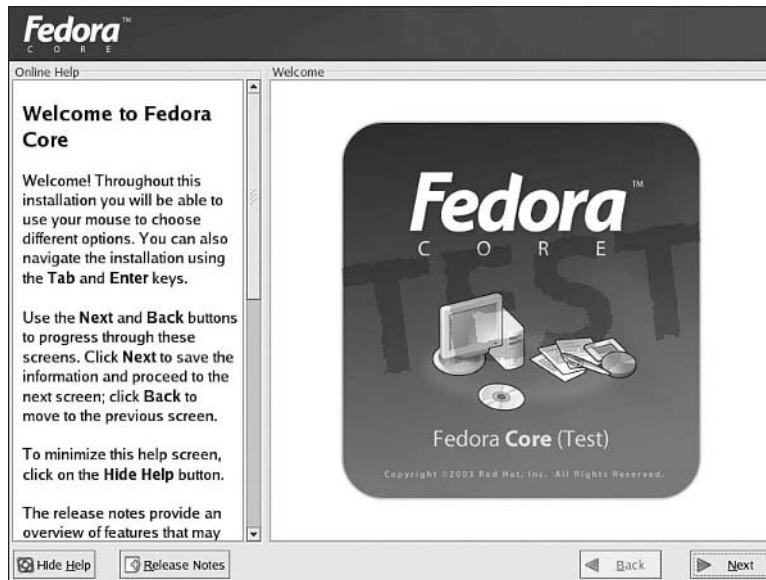 Fedora™
CORE
Online Help
Welcome to Fedora
Core
Welcome! Throughout this
installation you will be able to
use your mouse to choose
different options. You can also
navigate the installation using
the Tab and Enter keys.
Use the Next and Back buttons
to progress through these
screens. Click Next to save the
information and proceed to the
next screen; click Back to
move to the previous screen.
To minimize this help screen,
click on the Hide Help button.
The release notes provide an
overview of features that may
Welcome
Fedora™
CORE
TEST
Fedora Core (Test)
Copyright ©2003 Red Hat, Inc. All Rights Reserved.
Hide Help
Release Notes
Back
Next